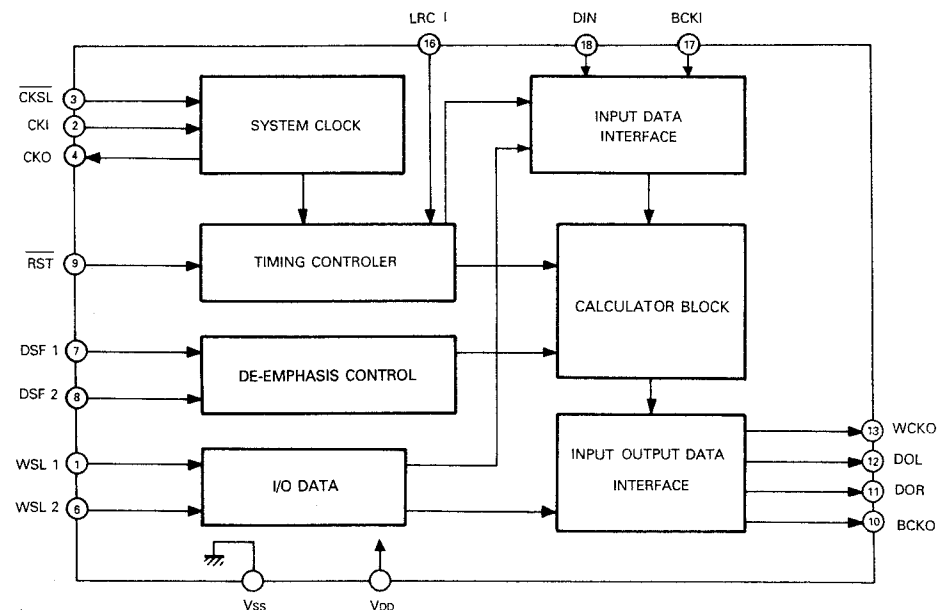 LRC I
DIN
BCKI
16
18
17
CKSL
3
CKI
2
CKO
4
SYSTEM CLOCK
INPUT DATA
INTERFACE
RST
9
TIMING CONTROLER
CALCULATOR BLOCK
DSF 1
7
DSF 2
8
DE-EMPHASIS CONTROL
WSL 1
1
WSL 2
6
I/O DATA
INPUT OUTPUT DATA
INTERFACE
13
WCKO
12
DOL
11
DOR
10
BCKO
VSS
VDD